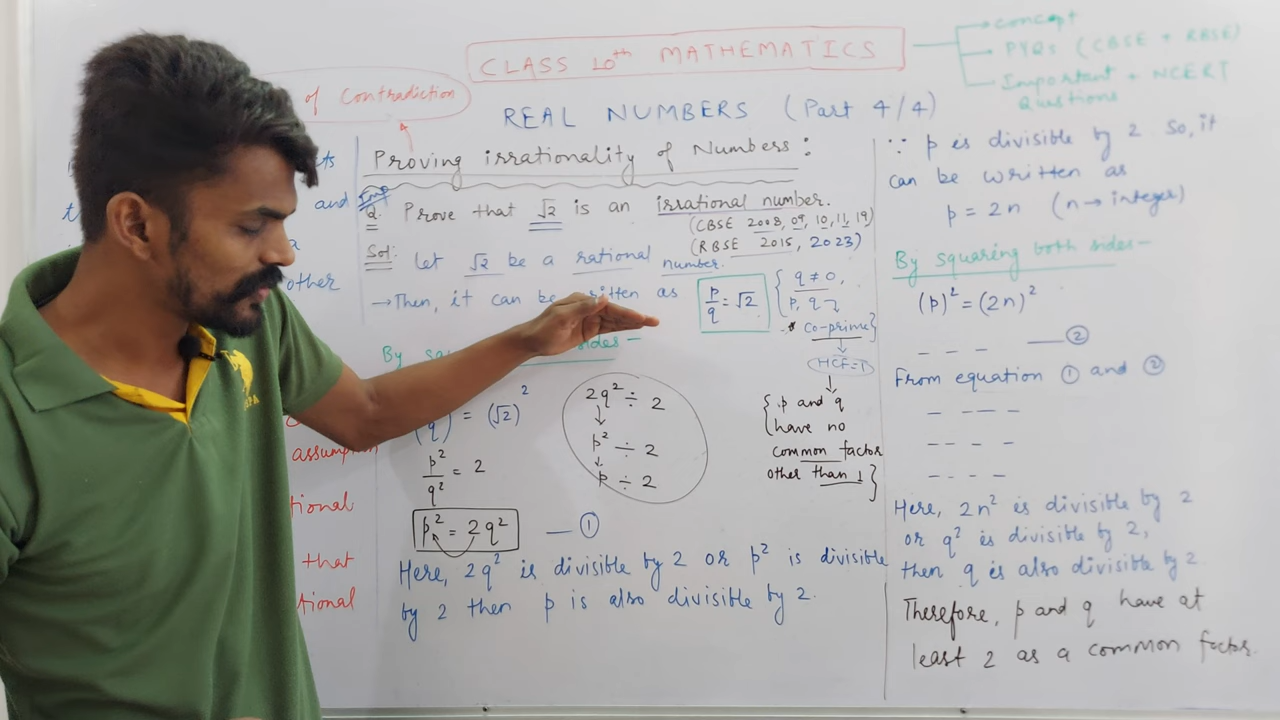 CLASS 10th MATHEMATICS
concept
PYQs (CBSE + RBSE)
Important + NCERT
Questions
of contradiction
REAL NUMBERS (Part 4/4)
and
other
assumption
tional
that
tional
Proving irrationality of Numbers:
Imp
Q. Prove that √2 is an irrational number.
(CBSE 2008, 09, 10, 11, 19)
(RBSE 2015, 2023)
Sol: Let √2 be a rational number.
→ Then, it can be written as p/q = √2 { q ≠ 0,
p, q →
Co-prime}
HCF=1
{ p and q
have no
common factor
other than 1 }
By sides –
q) = (√2)²
p²/q² = 2
p² = 2q² — ①
2q² ÷ 2
↓
p² ÷ 2
↓
p ÷ 2
Here, 2q² is divisible by 2 or p² is divisible
by 2 then p is also divisible by 2.
∵ p is divisible by 2. So, it
can be written as
p = 2n (n → integer)
By squaring both sides –
(p)² = (2n)²
– – – — ②
From equation ① and ②
– – – –
– – – –
– – – –
Here, 2n² is divisible by 2
or q² is divisible by 2,
then q is also divisible by 2.
Therefore, p and q have at
least 2 as a common factor.